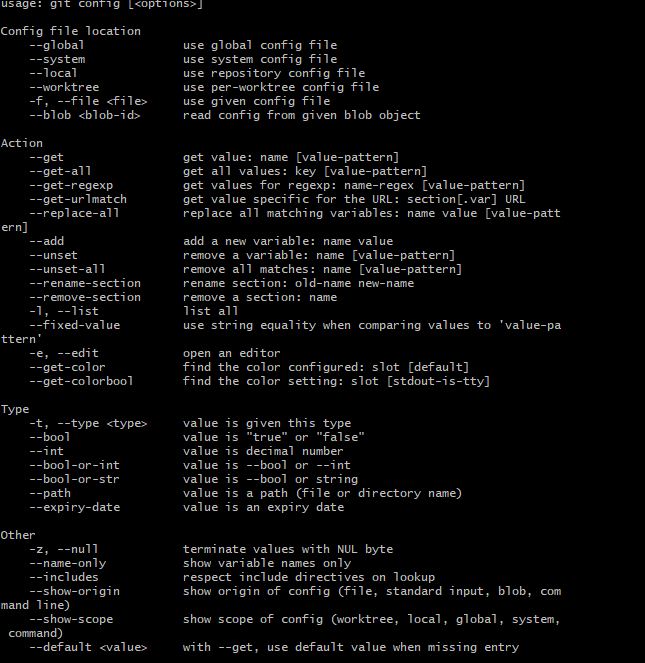 usage: git config [<options>]
Config file location
--global use global config file
--system use system config file
--local use repository config file
--worktree use per-worktree config file
-f, --file <file> use given config file
--blob <blob-id> read config from given blob object
Action
--get get value: name [value-pattern]
--get-all get all values: key [value-pattern]
--get-regexp get values for regexp: name-regex [value-pattern]
--get-urlmatch get value specific for the URL: section[.var] URL
--replace-all replace all matching variables: name value [value-patt
ern]
--add add a new variable: name value
--unset remove a variable: name [value-pattern]
--unset-all remove all matches: name [value-pattern]
--rename-section rename section: old-name new-name
--remove-section remove a section: name
-l, --list list all
--fixed-value use string equality when comparing values to 'value-pa
ttern'
-e, --edit open an editor
--get-color find the color configured: slot [default]
--get-colorbool find the color setting: slot [stdout-is-tty]
Type
-t, --type <type> value is given this type
--bool value is "true" or "false"
--int value is decimal number
--bool-or-int value is --bool or --int
--bool-or-str value is --bool or string
--path value is a path (file or directory name)
--expiry-date value is an expiry date
Other
-z, --null terminate values with NUL byte
--name-only show variable names only
--includes respect include directives on lookup
--show-origin show origin of config (file, standard input, blob, com
mand line)
--show-scope show scope of config (worktree, local, global, system,
command)
--default <value> with --get, use default value when missing entry